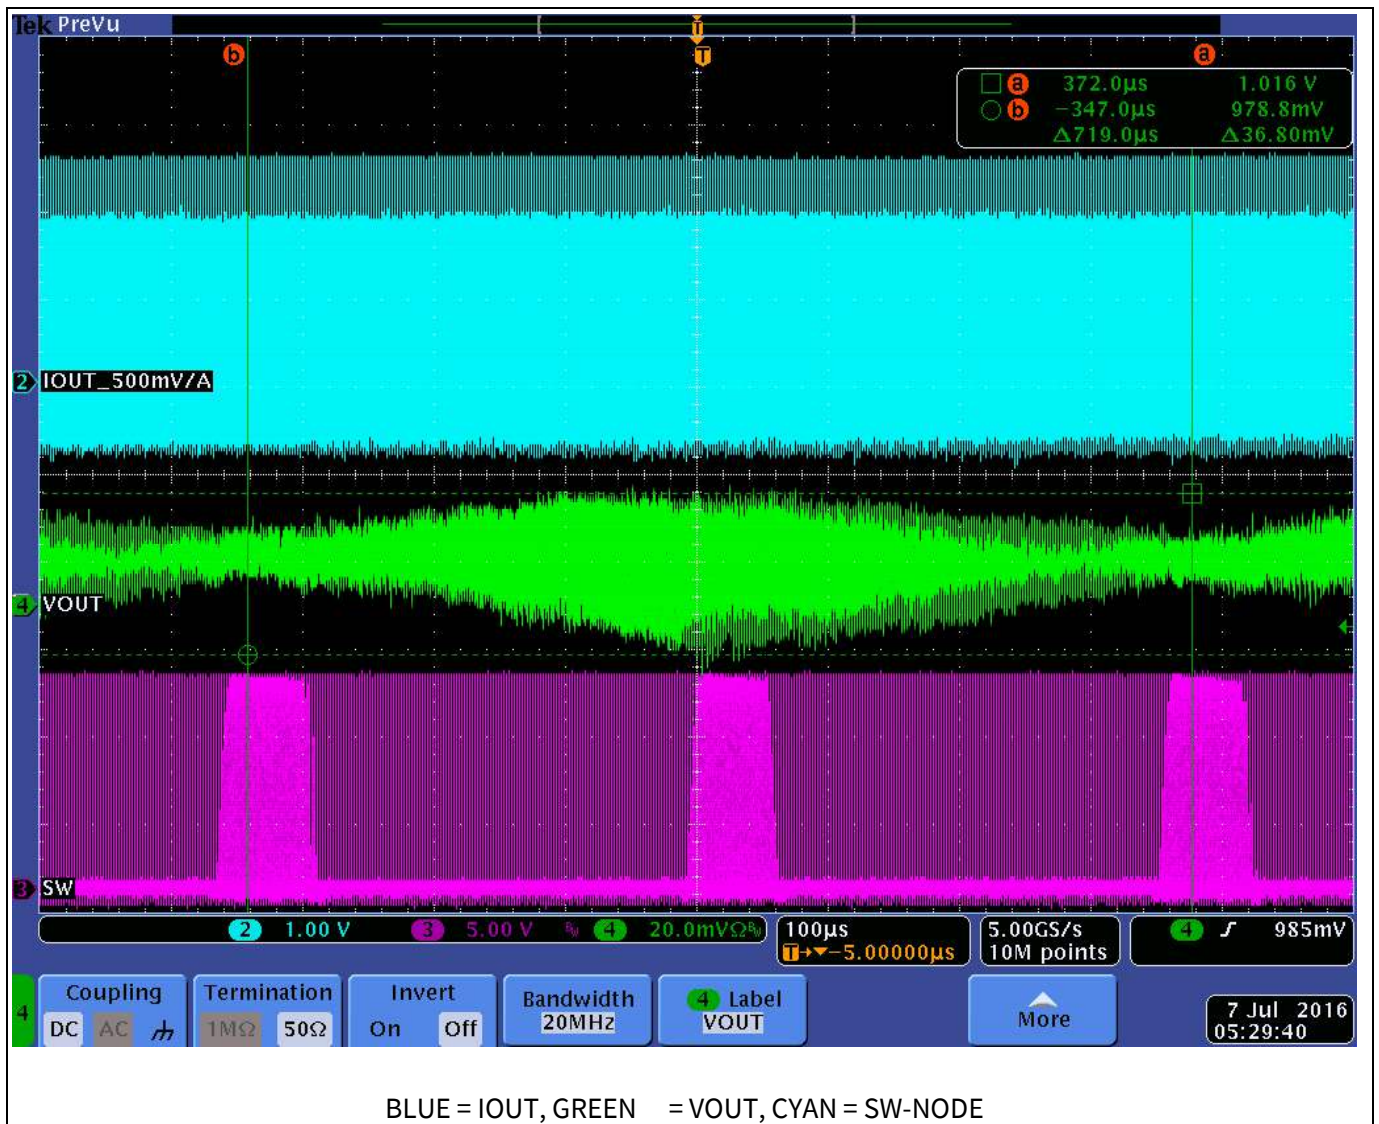 Tek PreVu
T
b T a
a 372.0µs 1.016 V
b −347.0µs 978.8mV
Δ719.0µs Δ36.80mV
2 IOUT_500mV/A
4 VOUT
3 SW
2 1.00 V 3 5.00 V BW 4 20.0mVΩBW
100µs
T→▼−5.00000µs
5.00GS/s
10M points
4 985mV
4
Coupling
DC AC
Termination
1MΩ 50Ω
Invert
On Off
Bandwidth
20MHz
4 Label
VOUT
More
7 Jul 2016
05:29:40
BLUE = IOUT, GREEN = VOUT, CYAN = SW-NODE